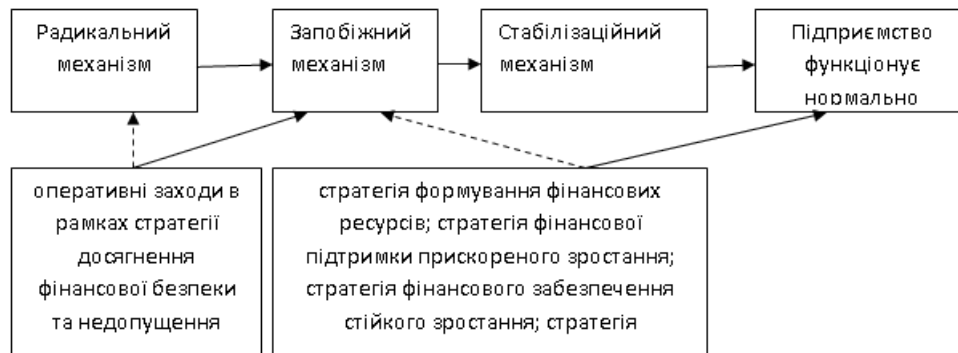 Радикальний
механізм
Запобіжний
механізм
Стабілізаційний
механізм
Підприємство
функціонує
нормально
оперативні заходи в
рамках стратегії
досягнення
фінансової безпеки
та недопущення
стратегія формування фінансових
ресурсів; стратегія фінансової
підтримки прискореного зростання;
стратегія фінансового забезпечення
стійкого зростання; стратегія